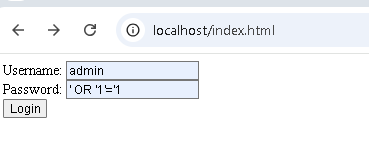 localhost/index.html
Username: admin
Password: ' OR '1'='1
Login